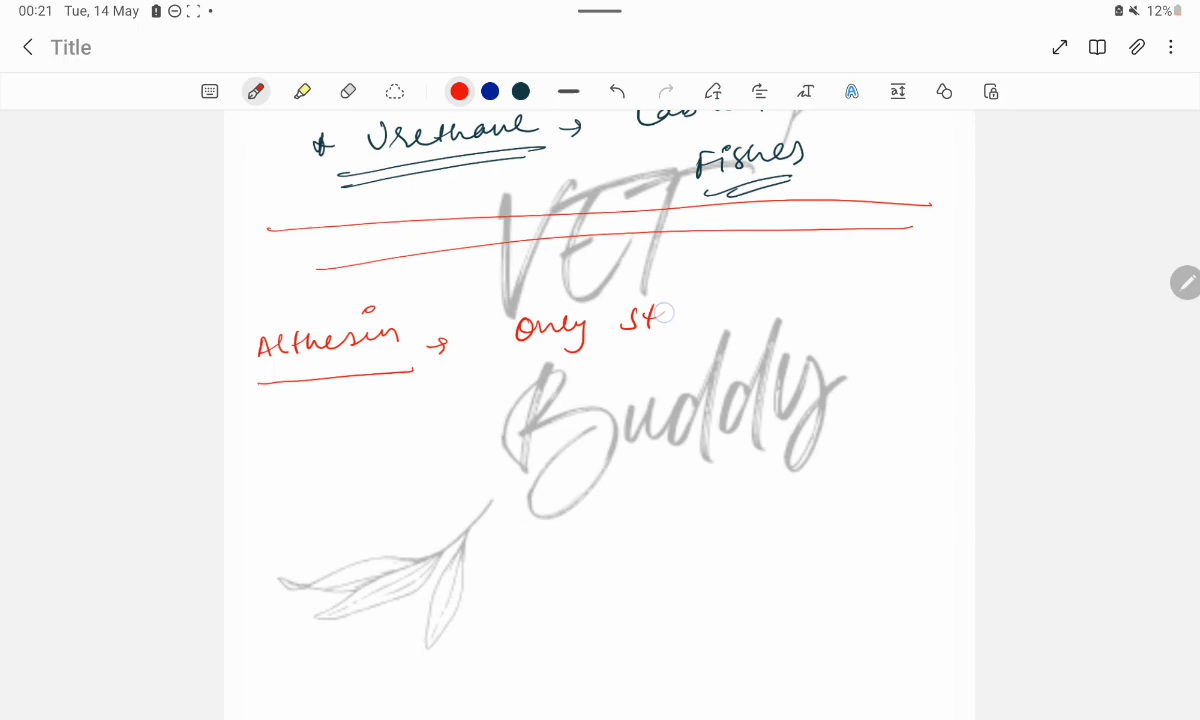 00:21 Tue, 14 May 12%
Title
* Urethane →
Fishes
VET
Althesin → Only St
Buddy